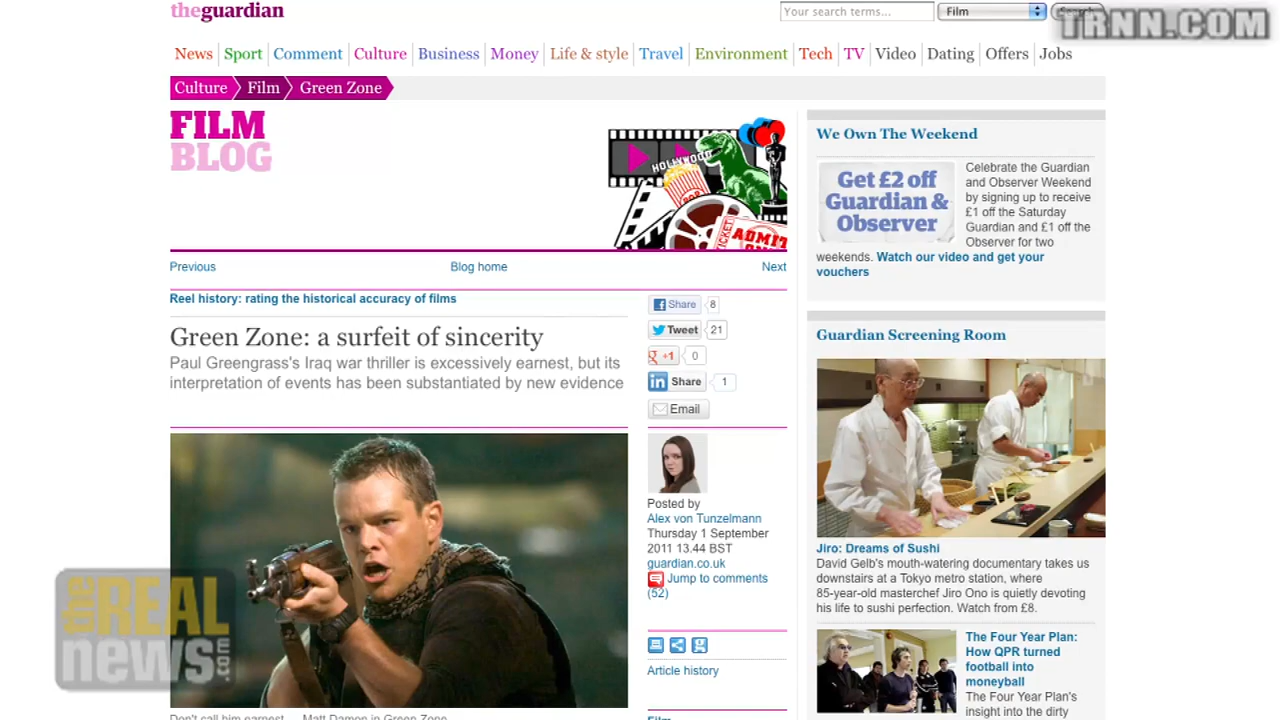 theguardian
Your search terms...
Film
TRNN.COM
News
Sport
Comment
Culture
Business
Money
Life & style
Travel
Environment
Tech
TV
Video
Dating
Offers
Jobs
Culture
Film
Green Zone
FILM
BLOG
HOLLYWOOD
POP
TICKET
ADMIT
Previous
Blog home
Next
Reel history: rating the historical accuracy of films
Green Zone: a surfeit of sincerity
Paul Greengrass's Iraq war thriller is excessively earnest, but its
interpretation of events has been substantiated by new evidence
Share
8
Tweet
21
+1
0
in Share
1
Email
Posted by
Alex von Tunzelmann
Thursday 1 September
2011 13.44 BST
guardian.co.uk
Jump to comments
(52)
Article history
Film
Don't call him earnest ... Matt Damon in Green Zone
the
REAL
news.com
We Own The Weekend
Get £2 off
Guardian &
Observer
Celebrate the Guardian
and Observer Weekend
by signing up to receive
£1 off the Saturday
Guardian and £1 off the
Observer for two
weekends. Watch our video and get your
vouchers
Guardian Screening Room
Jiro: Dreams of Sushi
David Gelb's mouth-watering documentary takes us
downstairs at a Tokyo metro station, where
85-year-old masterchef Jiro Ono is quietly devoting
his life to sushi perfection. Watch from £8.
The Four Year Plan:
How QPR turned
football into
moneyball
The Four Year Plan's
insight into the dirty